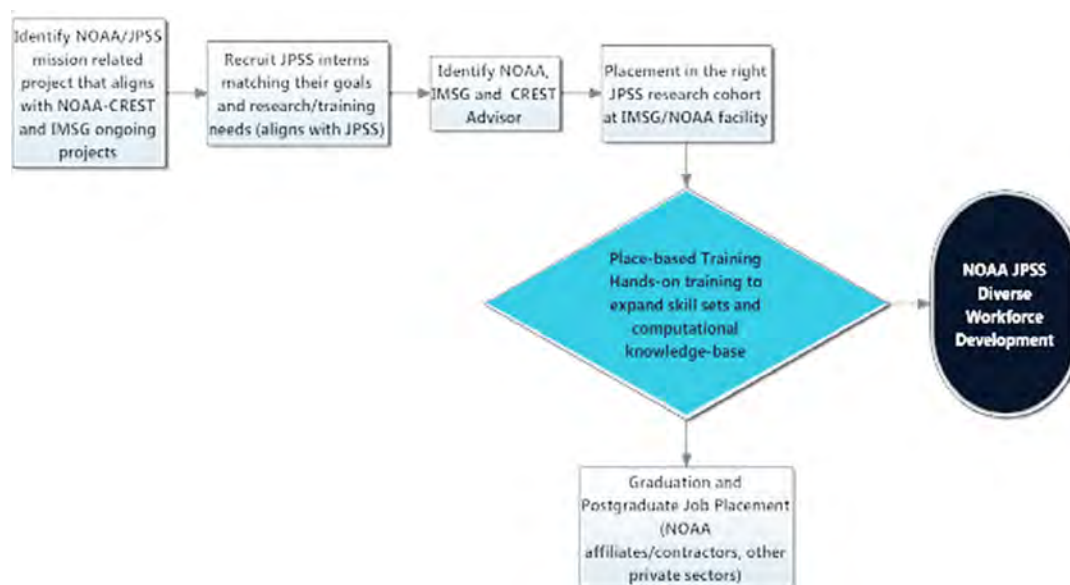 Identify NOAA/JPSS
mission related
project that aligns
with NOAA-CREST
and IMSG ongoing
projects
Recruit JPSS interns
matching their goals
and research/training
needs (aligns with JPSS)
Identify NOAA,
IMSG and CREST
Advisor
Placement in the right
JPSS research cohort
at IMSG/NOAA facility
Place-based Training
Hands-on training to
expand skill sets and
computational
knowledge-base
NOAA JPSS
Diverse
Workforce
Development
Graduation and
Postgraduate Job Placement
(NOAA
affiliates/contractors, other
private sectors)